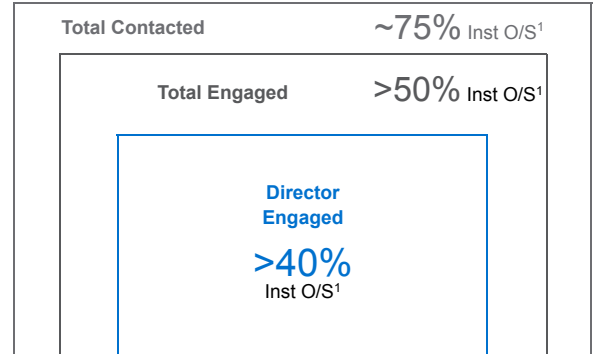 Total Contacted ~75% Inst O/S¹
Total Engaged >50% Inst O/S¹
Director
Engaged
>40%
Inst O/S¹